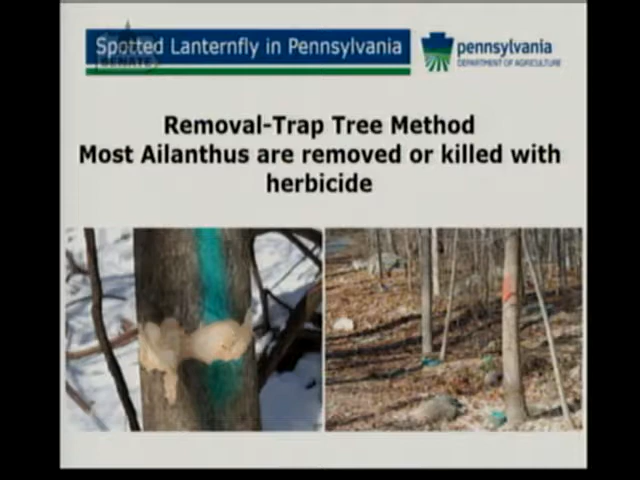 Spotted Lanternfly in Pennsylvania
SENATE
pennsylvania
DEPARTMENT OF AGRICULTURE
Removal-Trap Tree Method
Most Ailanthus are removed or killed with
herbicide